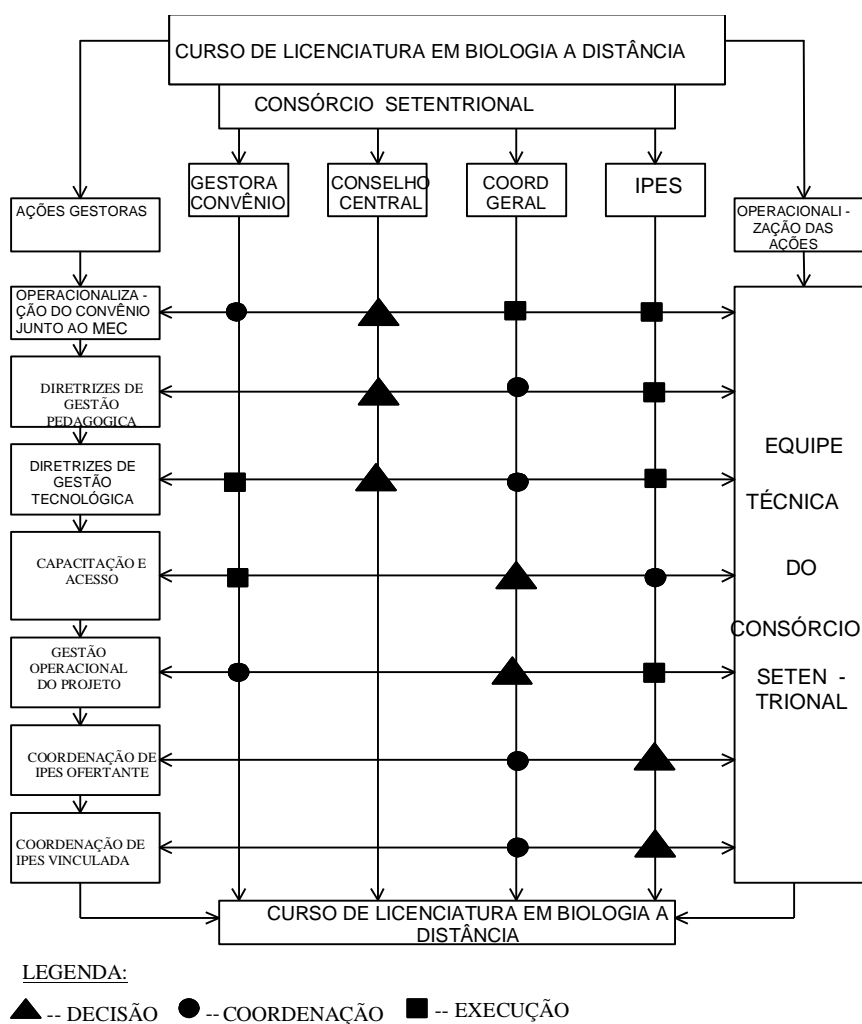 CURSO DE LICENCIATURA EM BIOLOGIA A DISTÂNCIA
CONSÓRCIO SETENTRIONAL
GESTORA
CONVÊNIO
CONSELHO
CENTRAL
COORD
GERAL
IPES
AÇÕES GESTORAS
OPERACIONALI -
ZAÇÃO DAS
AÇÕES
OPERACIONALIZA -
ÇÃO DO CONVÊNIO
JUNTO AO MEC
DIRETRIZES DE
GESTÃO
PEDAGOGICA
DIRETRIZES DE
GESTÃO
TECNOLÓGICA
CAPACITAÇÃO E
ACESSO
GESTÃO
OPERACIONAL
DO PROJETO
COORDENAÇÃO DE
IPES OFERTANTE
COORDENAÇÃO DE
IPES VINCULADA
EQUIPE
TÉCNICA
DO
CONSÓRCIO
SETEN -
TRIONAL
CURSO DE LICENCIATURA EM BIOLOGIA A
DISTÂNCIA
LEGENDA:
-- DECISÃO -- COORDENAÇÃO -- EXECUÇÃO